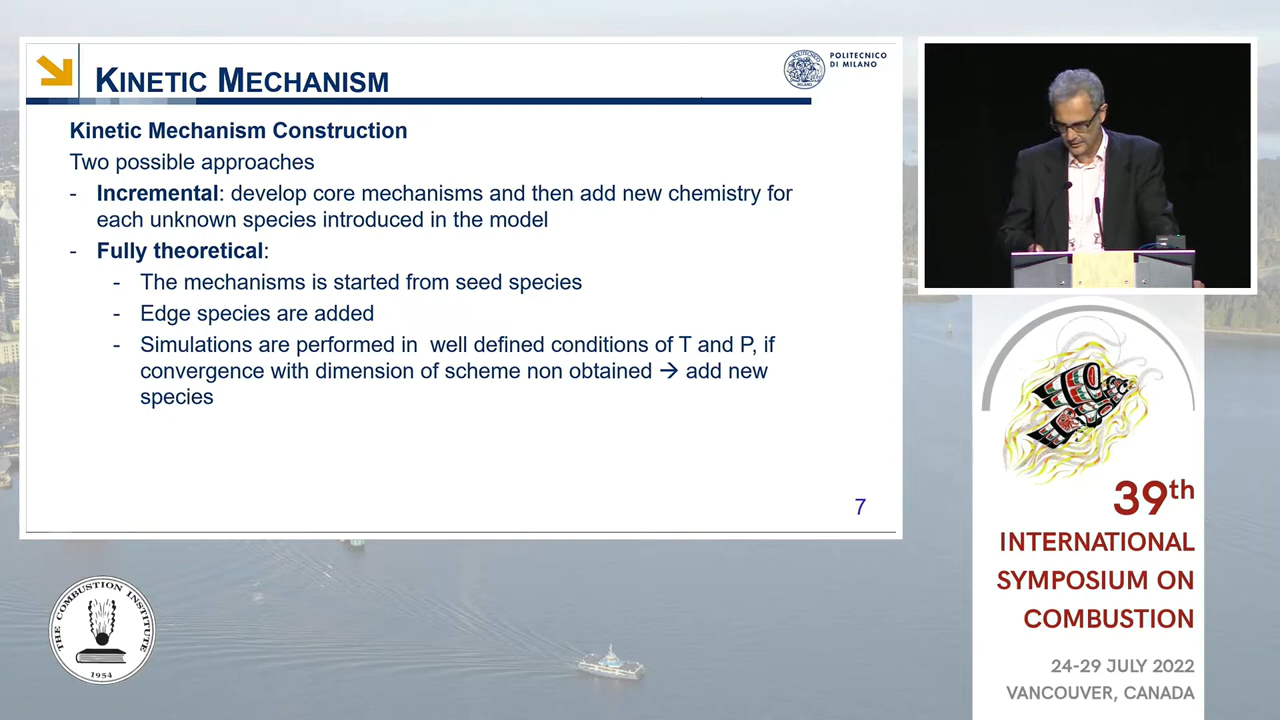 KINETIC MECHANISM
POLITECNICO
DI MILANO
Kinetic Mechanism Construction
Two possible approaches
- Incremental: develop core mechanisms and then add new chemistry for
each unknown species introduced in the model
- Fully theoretical:
- The mechanisms is started from seed species
- Edge species are added
- Simulations are performed in well defined conditions of T and P, if
convergence with dimension of scheme non obtained → add new
species
7
39th
INTERNATIONAL
SYMPOSIUM ON
COMBUSTION
24-29 JULY 2022
VANCOUVER, CANADA
THE COMBUSTION INSTITUTE
1954